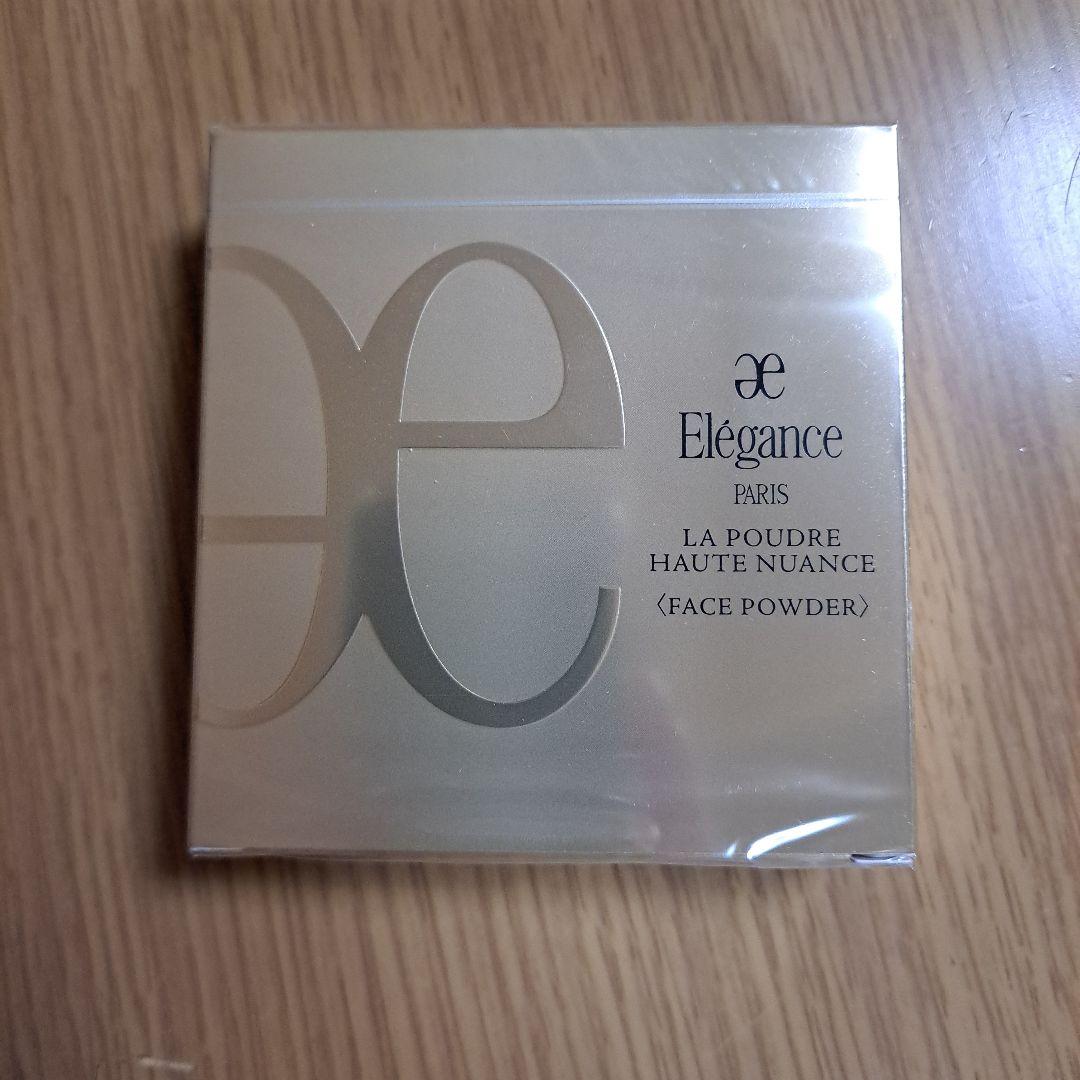 Elégance
PARIS
LA POUDRE
HAUTE NUANCE
〈FACE POWDER〉